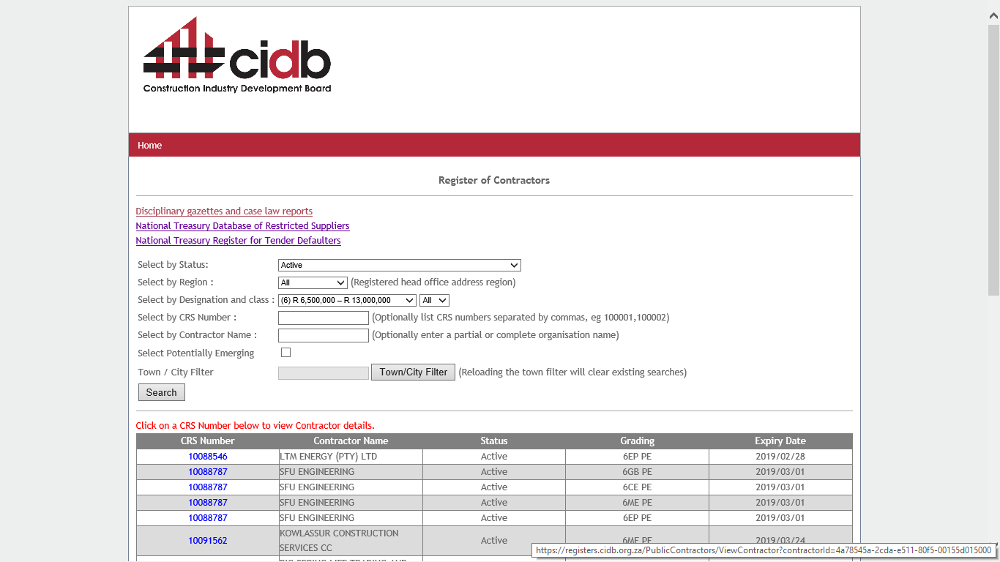 cidb
Construction Industry Development Board
Home
Register of Contractors
Disciplinary gazettes and case law reports
National Treasury Database of Restricted Suppliers
National Treasury Register for Tender Defaulters
Select by Status: Active
Select by Region : All (Registered head office address region)
Select by Designation and class : (6) R 6,500,000 – R 13,000,000 All
Select by CRS Number : (Optionally list CRS numbers separated by commas, eg 100001,100002)
Select by Contractor Name : (Optionally enter a partial or complete organisation name)
Select Potentially Emerging
Town / City Filter Town/City Filter (Reloading the town filter will clear existing searches)
Search
Click on a CRS Number below to view Contractor details.
CRS Number Contractor Name Status Grading Expiry Date
10088546 LTM ENERGY (PTY) LTD Active 6EP PE 2019/02/28
10088787 SFU ENGINEERING Active 6GB PE 2019/03/01
10088787 SFU ENGINEERING Active 6CE PE 2019/03/01
10088787 SFU ENGINEERING Active 6ME PE 2019/03/01
10088787 SFU ENGINEERING Active 6EP PE 2019/03/01
10091562 KOWLASSUR CONSTRUCTION SERVICES CC Active 6ME PE 2019/03/24
https://registers.cidb.org.za/PublicContractors/ViewContractor?contractorId=4a78545a-2cda-e511-80f5-00155d015000